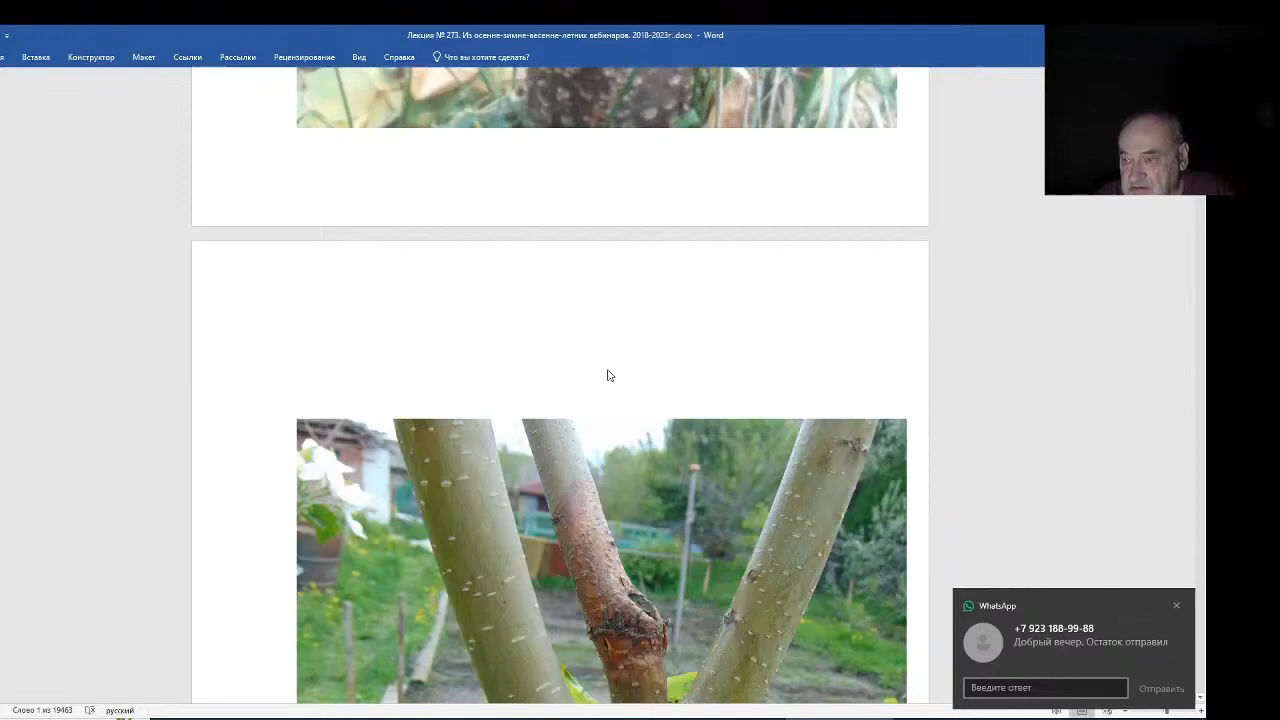 Лекция № 273. Из осенне-зимне-весенне-летних вебинаров. 2018-2023г..docx - Word
я Вставка Конструктор Макет Ссылки Рассылки Рецензирование Вид Справка Что вы хотите сделать?
WhatsApp
+7 923 188-99-88
Добрый вечер. Остаток отправил
Введите ответ
Отправить
Слово 1 из 19463 русский